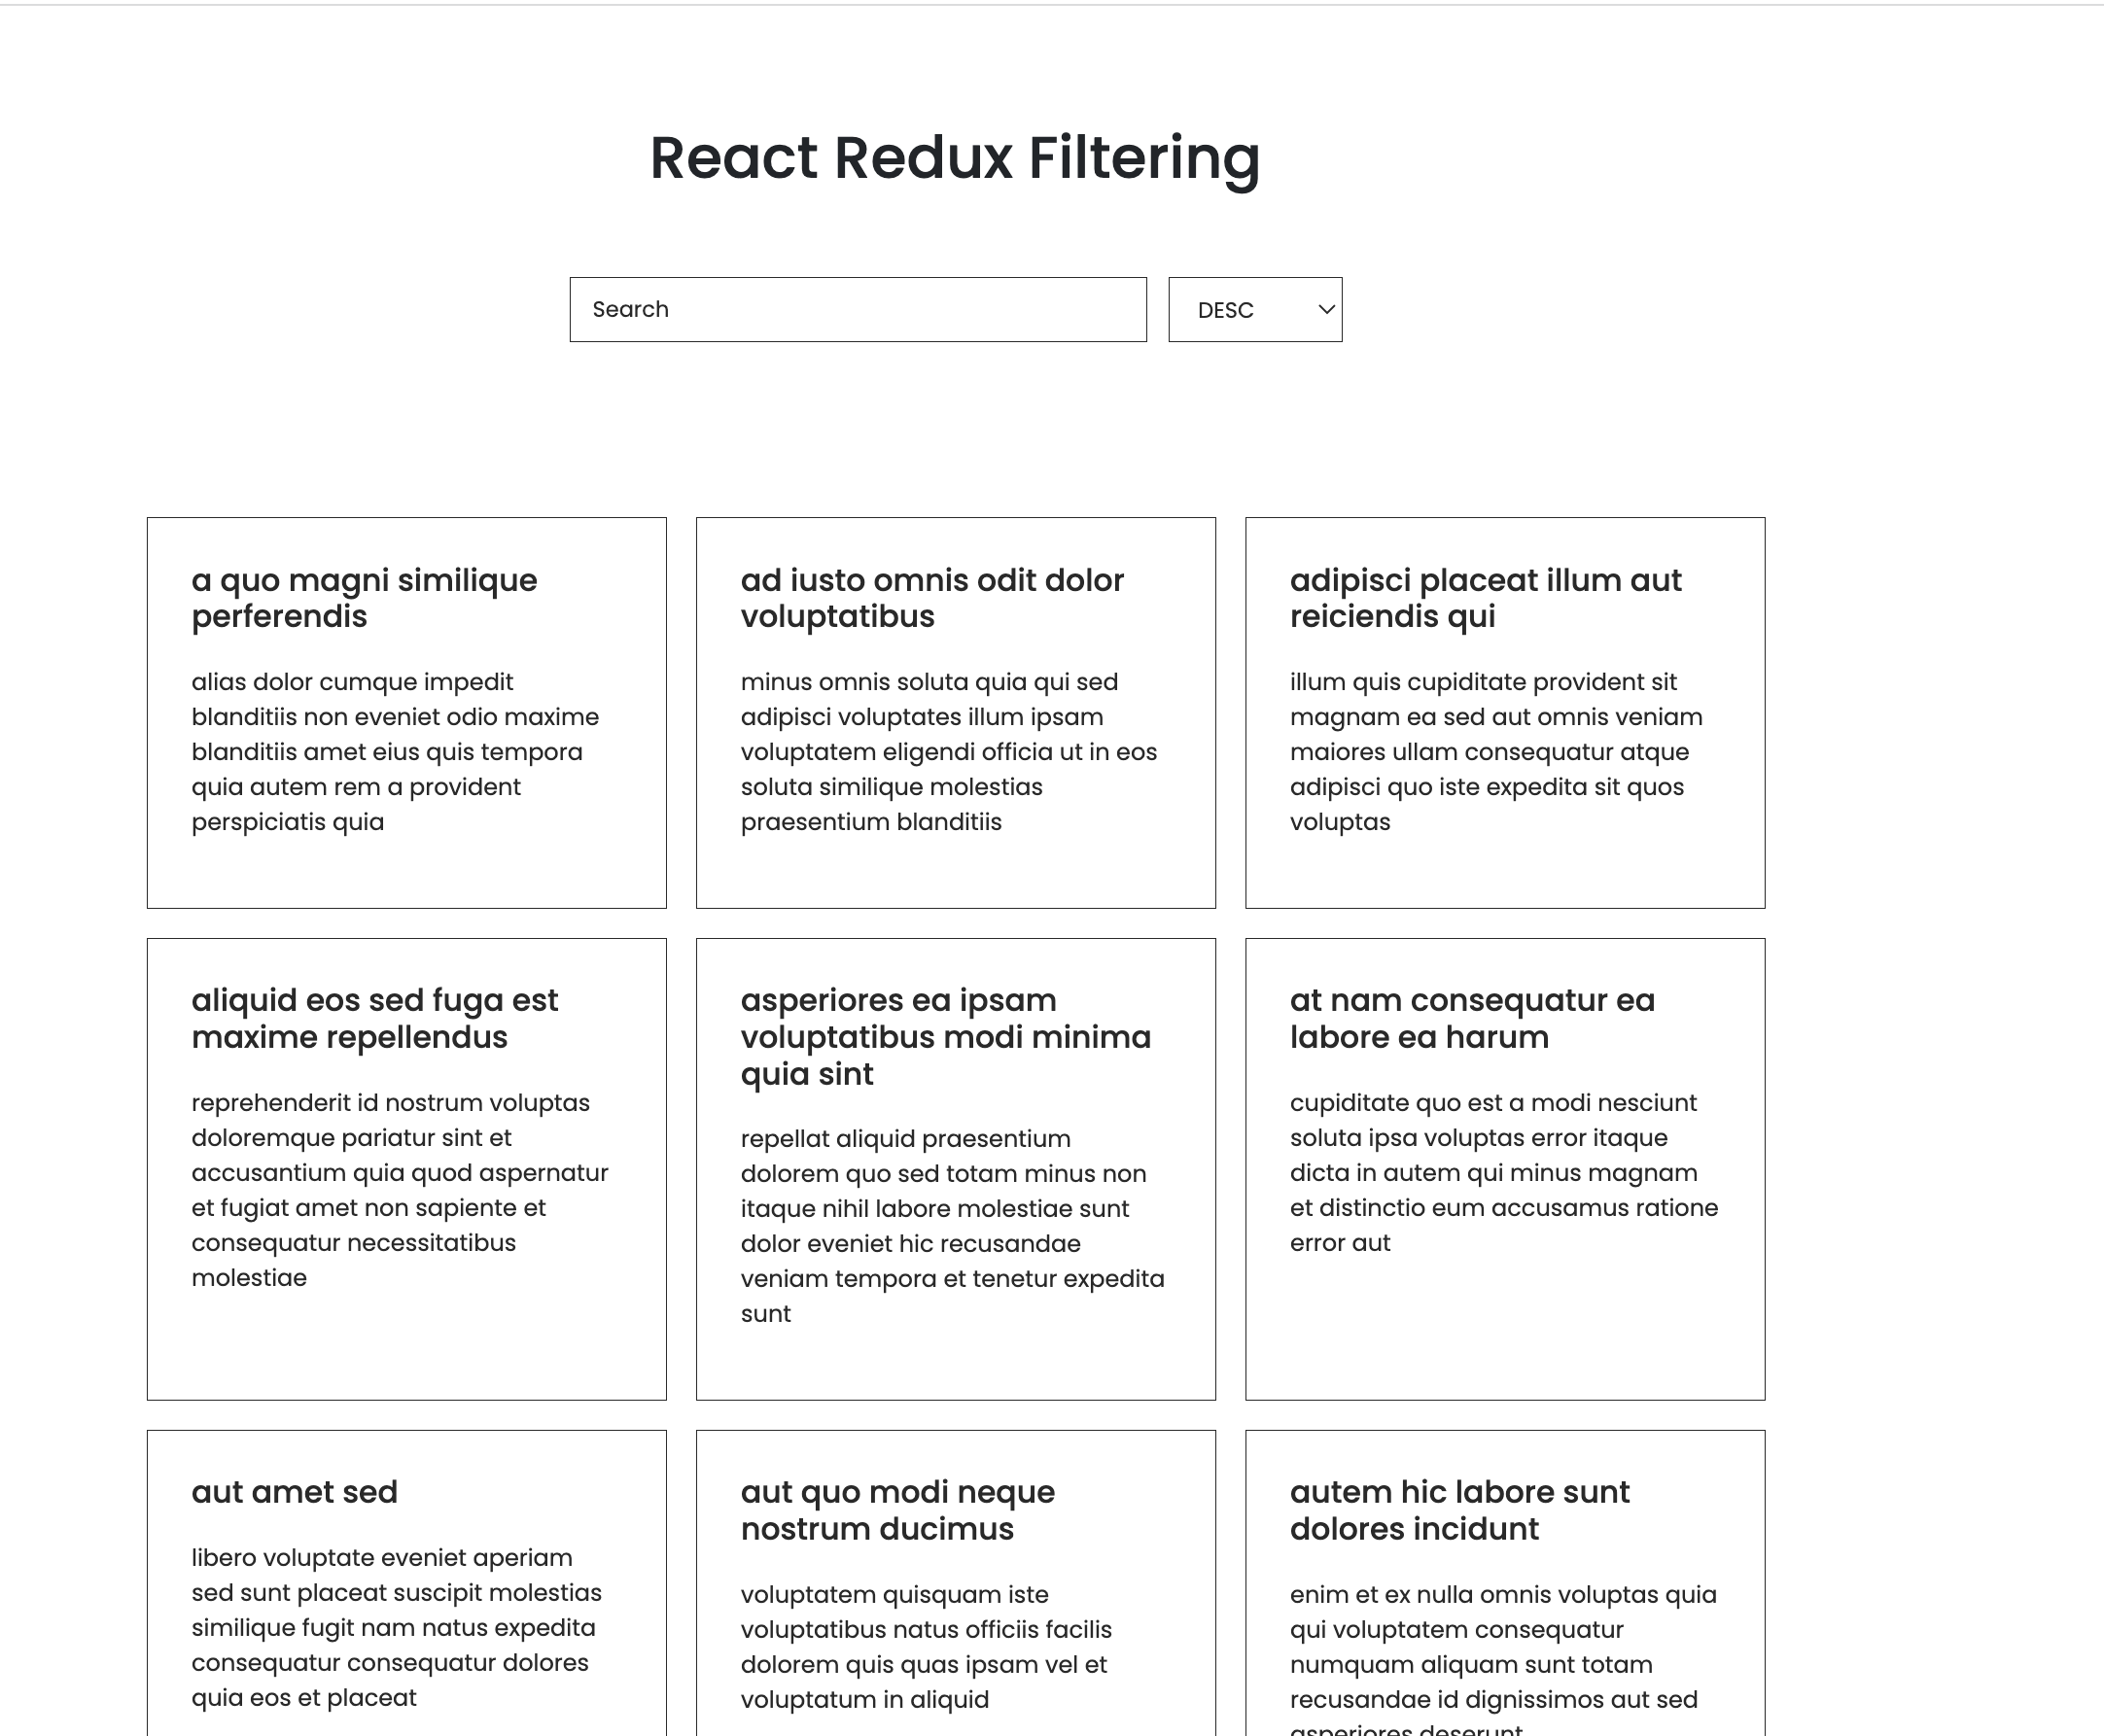 React Redux Filtering
Search
DESC
a quo magni similique
perferendis
alias dolor cumque impedit
blanditiis non eveniet odio maxime
blanditiis amet eius quis tempora
quia autem rem a provident
perspiciatis quia
ad iusto omnis odit dolor
voluptatibus
minus omnis soluta quia qui sed
adipisci voluptates illum ipsam
voluptatem eligendi officia ut in eos
soluta similique molestias
praesentium blanditiis
adipisci placeat illum aut
reiciendis qui
illum quis cupiditate provident sit
magnam ea sed aut omnis veniam
maiores ullam consequatur atque
adipisci quo iste expedita sit quos
voluptas
aliquid eos sed fuga est
maxime repellendus
reprehenderit id nostrum voluptas
doloremque pariatur sint et
accusantium quia quod aspernatur
et fugiat amet non sapiente et
consequatur necessitatibus
molestiae
asperiores ea ipsam
voluptatibus modi minima
quia sint
repellat aliquid praesentium
dolorem quo sed totam minus non
itaque nihil labore molestiae sunt
dolor eveniet hic recusandae
veniam tempora et tenetur expedita
sunt
at nam consequatur ea
labore ea harum
cupiditate quo est a modi nesciunt
soluta ipsa voluptas error itaque
dicta in autem qui minus magnam
et distinctio eum accusamus ratione
error aut
aut amet sed
libero voluptate eveniet aperiam
sed sunt placeat suscipit molestias
similique fugit nam natus expedita
consequatur consequatur dolores
quia eos et placeat
aut quo modi neque
nostrum ducimus
voluptatem quisquam iste
voluptatibus natus officiis facilis
dolorem quis quas ipsam vel et
voluptatum in aliquid
autem hic labore sunt
dolores incidunt
enim et ex nulla omnis voluptas quia
qui voluptatem consequatur
numquam aliquam sunt totam
recusandae id dignissimos aut sed
asperiores deserunt